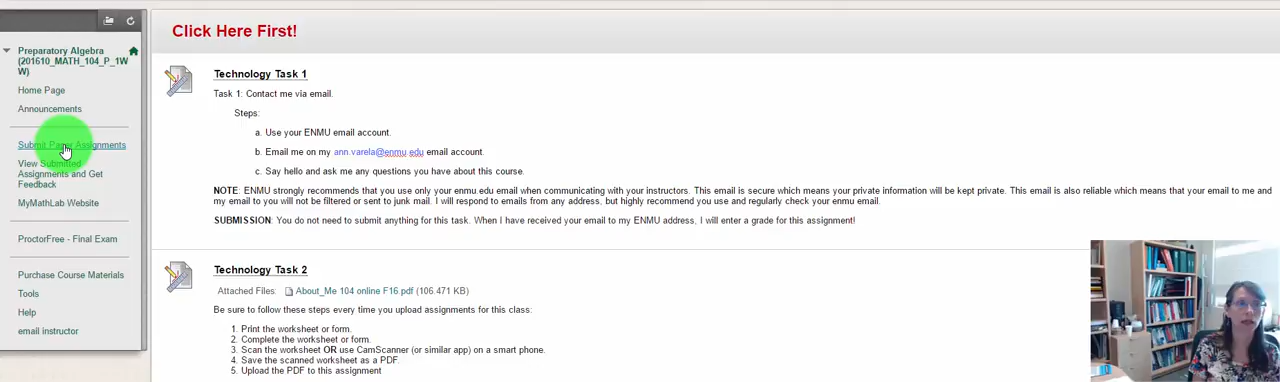 Click Here First!
Preparatory Algebra
(201610_MATH_104_P_1W
W)
Home Page
Announcements
Submit Paper Assignments
View Submitted
Assignments and Get
Feedback
MyMathLab Website
ProctorFree - Final Exam
Purchase Course Materials
Tools
Help
email instructor
Technology Task 1
Task 1: Contact me via email.
Steps:
a. Use your ENMU email account.
b. Email me on my ann.varela@enmu.edu email account.
c. Say hello and ask me any questions you have about this course.
NOTE: ENMU strongly recommends that you use only your enmu.edu email when communicating with your instructors. This email is secure which means your private information will be kept private. This email is also reliable which means that your email to me and
my email to you will not be filtered or sent to junk mail. I will respond to emails from any address, but highly recommend you use and regularly check your enmu email.
SUBMISSION: You do not need to submit anything for this task. When I have received your email to my ENMU address, I will enter a grade for this assignment!
Technology Task 2
Attached Files: About_Me 104 online F16.pdf (106.471 KB)
Be sure to follow these steps every time you upload assignments for this class:
1. Print the worksheet or form.
2. Complete the worksheet or form.
3. Scan the worksheet OR use CamScanner (or similar app) on a smart phone.
4. Save the scanned worksheet as a PDF.
5. Upload the PDF to this assignment